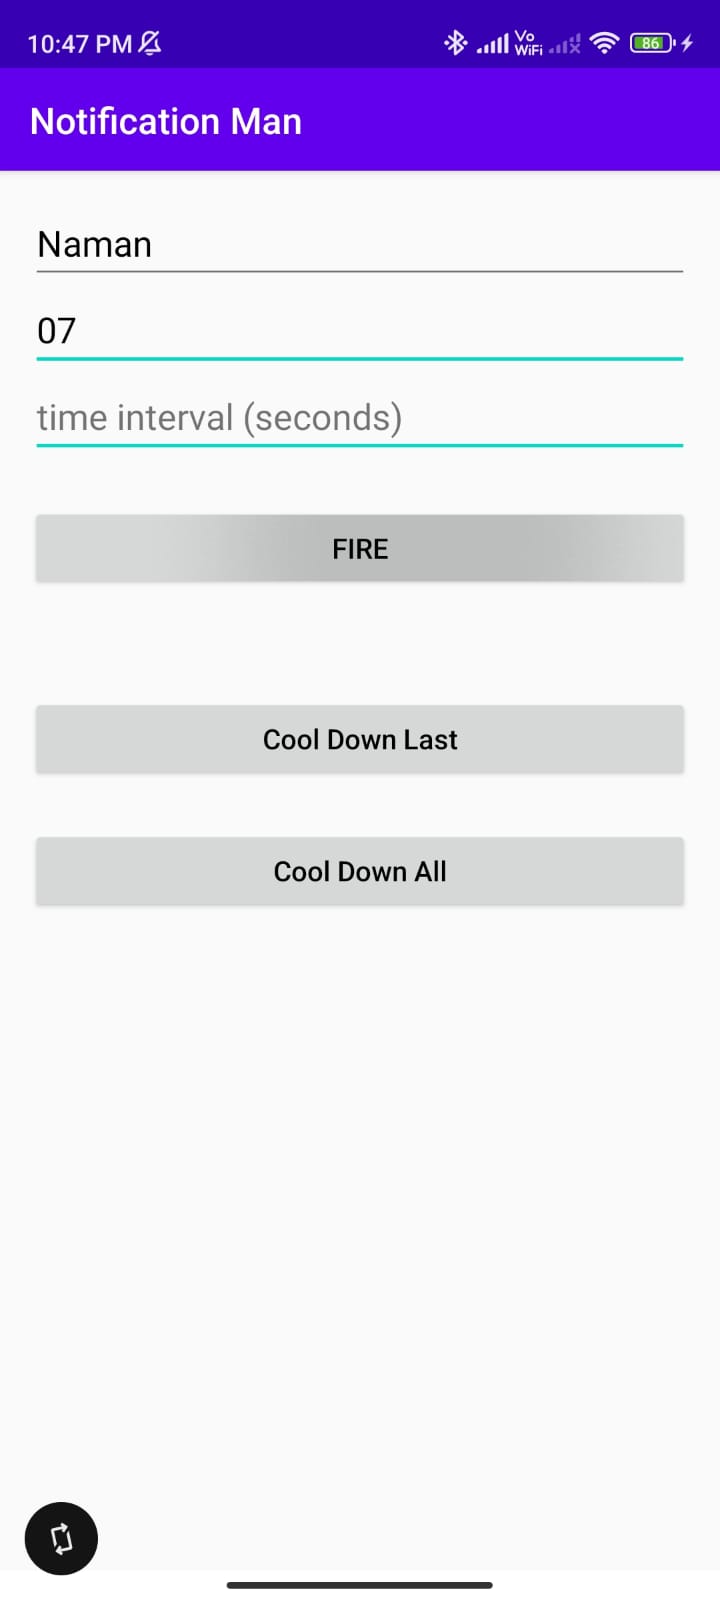 10:47 PM Vo WiFi 86
Notification Man
Naman
07
time interval (seconds)
FIRE
Cool Down Last
Cool Down All